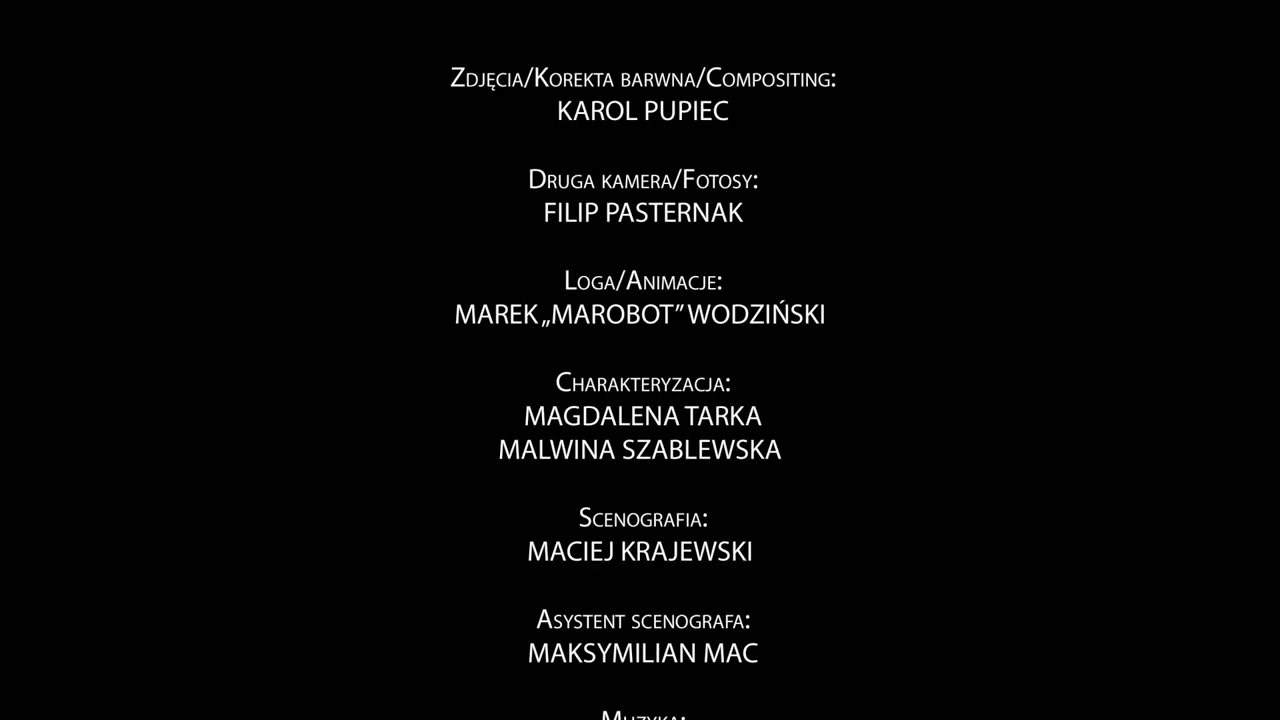 Zdjęcia/Korekta barwna/Compositing:
KAROL PUPIEC
Druga kamera/Fotosy:
FILIP PASTERNAK
Loga/Animacje:
MAREK „MAROBOT” WODZIŃSKI
Charakteryzacja:
MAGDALENA TARKA
MALWINA SZABLEWSKA
Scenografia:
MACIEJ KRAJEWSKI
Asystent scenografa:
MAKSYMILIAN MAC
Muzyka: